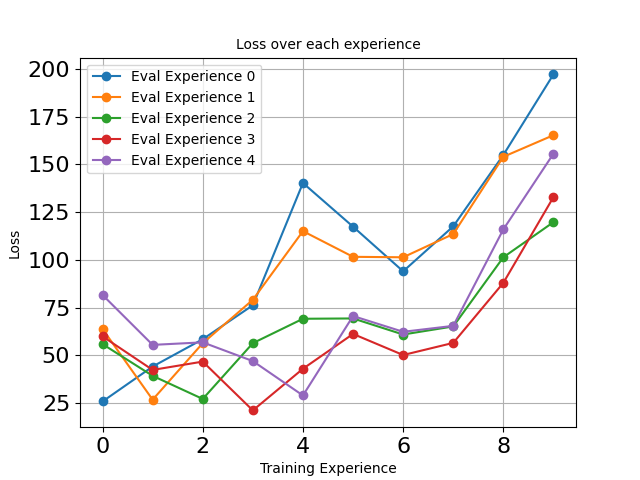 Loss over each experience
200
175
150
125
100
75
50
25
Loss
Eval Experience 0
Eval Experience 1
Eval Experience 2
Eval Experience 3
Eval Experience 4
0 2 4 6 8
Training Experience